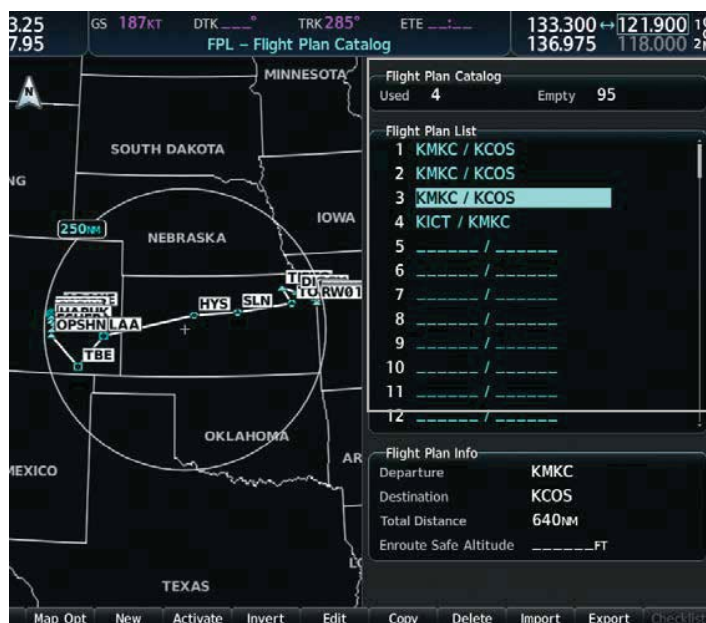 3.25 GS 187KT DTK ___° TRK 285° ETE __:__ 133.300 ↔ 121.900
7.95 FPL – Flight Plan Catalog 136.975 118.000
N
MINNESOTA
SOUTH DAKOTA
NG
IOWA
250NM
NEBRASKA
HYS SLN RW01
OPSHN LAA
TBE
OKLAHOMA
AR
MEXICO
TEXAS
Flight Plan Catalog
Used 4 Empty 95
Flight Plan List
1 KMKC / KCOS
2 KMKC / KCOS
3 KMKC / KCOS
4 KICT / KMKC
5 ______ / ______
6 ______ / ______
7 ______ / ______
8 ______ / ______
9 ______ / ______
10 ______ / ______
11 ______ / ______
12 ______ / ______
Flight Plan Info
Departure KMKC
Destination KCOS
Total Distance 640NM
Enroute Safe Altitude ______FT
Map Opt New Activate Invert Edit Copy Delete Import Export Checklist